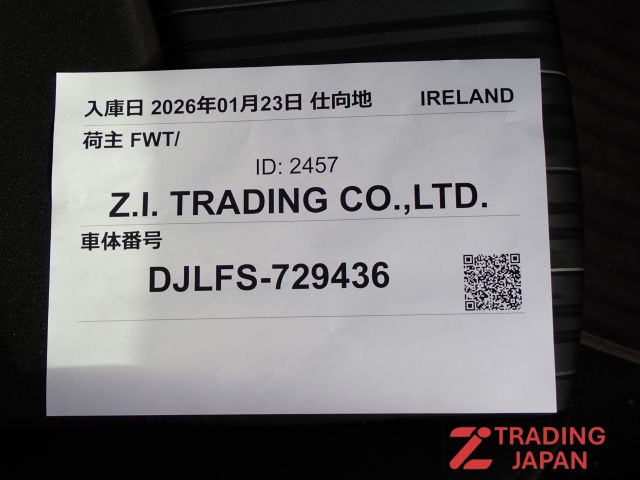 入庫日 2026年01月23日 仕向地 IRELAND
荷主 FWT/
ID: 2457
Z.I. TRADING CO.,LTD.
車体番号
DJLFS-729436
TRADING
JAPAN